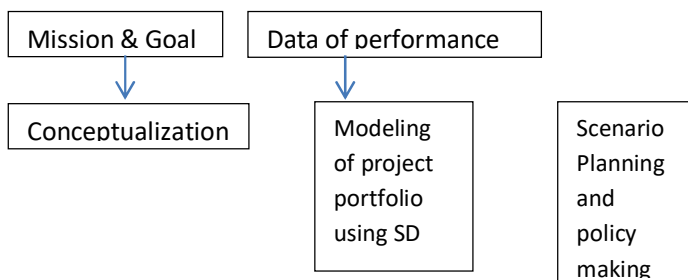 Mission & Goal
Data of performance
Conceptualization
Modeling
of project
portfolio
using SD
Scenario
Planning
and
policy
making